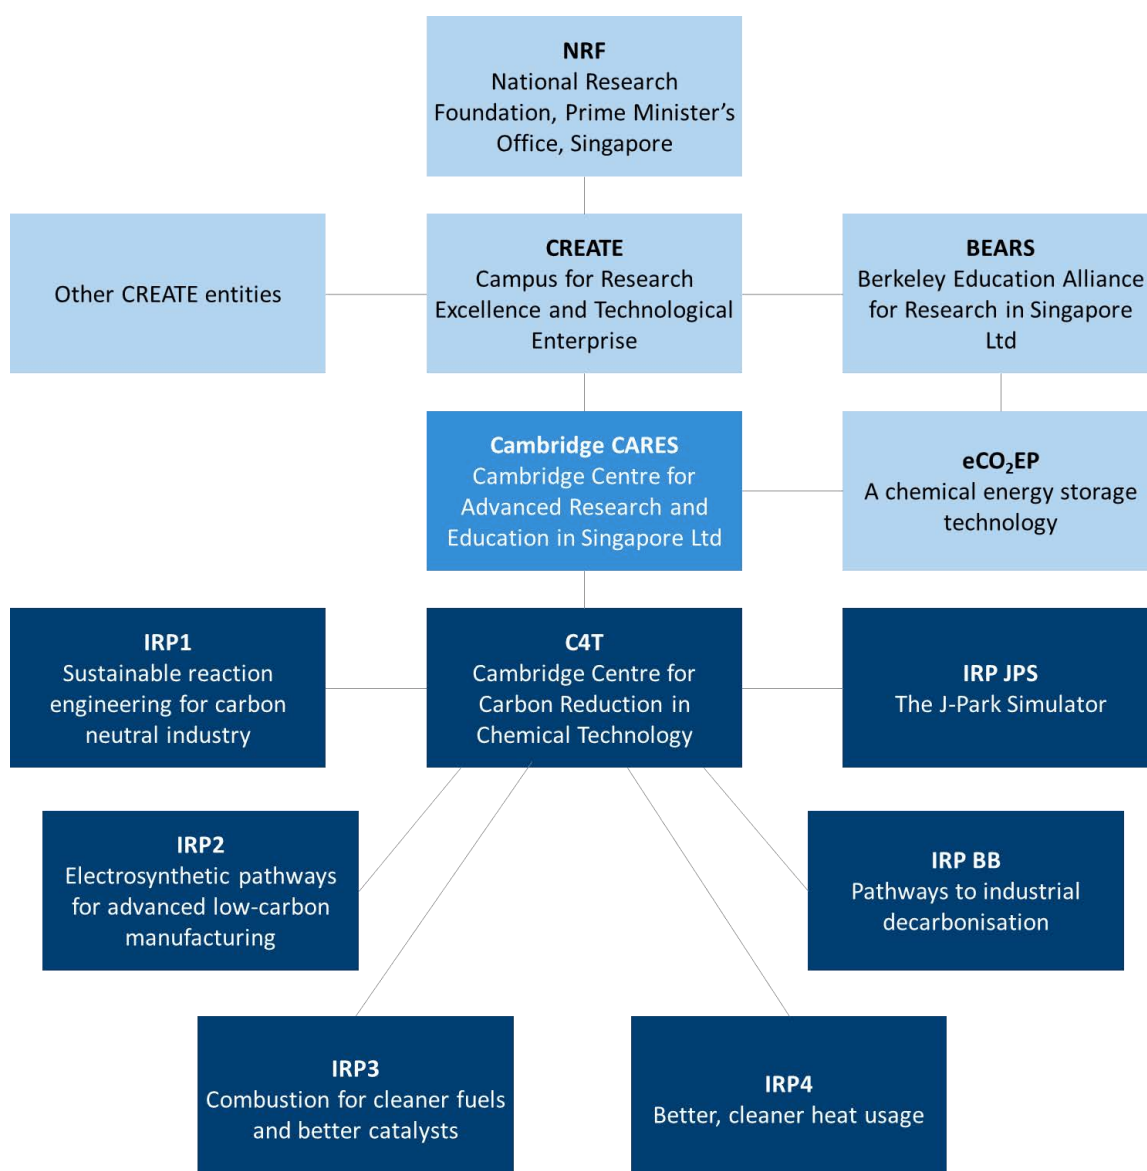 NRF
National Research
Foundation, Prime Minister’s
Office, Singapore
Other CREATE entities
CREATE
Campus for Research
Excellence and Technological
Enterprise
BEARS
Berkeley Education Alliance
for Research in Singapore
Ltd
Cambridge CARES
Cambridge Centre for
Advanced Research and
Education in Singapore Ltd
eCO₂EP
A chemical energy storage
technology
IRP1
Sustainable reaction
engineering for carbon
neutral industry
C4T
Cambridge Centre for
Carbon Reduction in
Chemical Technology
IRP JPS
The J-Park Simulator
IRP2
Electrosynthetic pathways
for advanced low-carbon
manufacturing
IRP BB
Pathways to industrial
decarbonisation
IRP3
Combustion for cleaner fuels
and better catalysts
IRP4
Better, cleaner heat usage